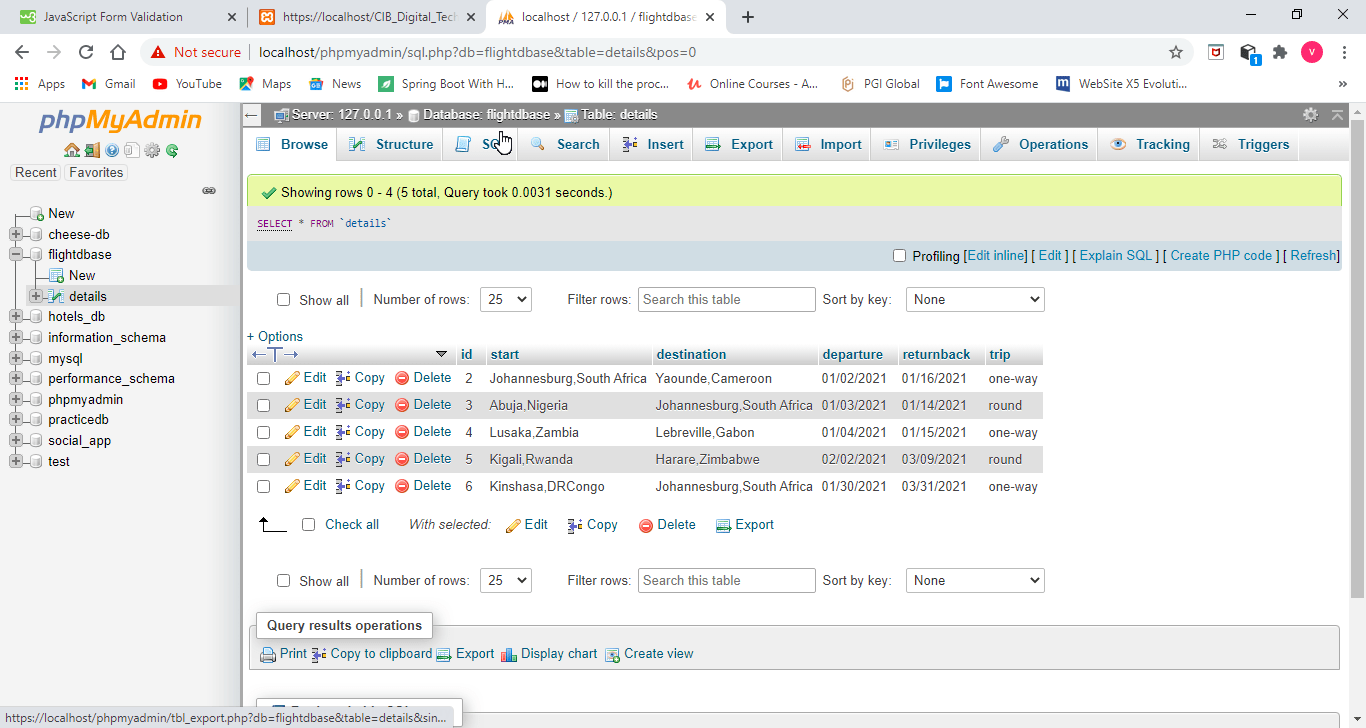 JavaScript Form Validation
https://localhost/CIB_Digital_Tech
localhost / 127.0.0.1 / flightdbase
Not secure
localhost/phpmyadmin/sql.php?db=flightdbase&table=details&pos=0
V
1
Apps
Gmail
YouTube
Maps
News
Spring Boot With H...
How to kill the proc...
Online Courses - A...
PGI Global
Font Awesome
WebSite X5 Evoluti...
phpMyAdmin
Recent
Favorites
New
cheese-db
flightdbase
New
details
hotels_db
information_schema
mysql
performance_schema
phpmyadmin
practicedb
social_app
test
Server: 127.0.0.1 » Database: flightdbase » Table: details
Browse Structure Search Insert Export Import Privileges Operations Tracking Triggers
Showing rows 0 - 4 (5 total, Query took 0.0031 seconds.)
SELECT * FROM `details`
Profiling [Edit inline] [ Edit ] [ Explain SQL ] [ Create PHP code ] [ Refresh]
Show all Number of rows: 25 Filter rows: Search this table Sort by key: None
+ Options
id start destination departure returnback trip
Edit Copy Delete 2 Johannesburg,South Africa Yaounde,Cameroon 01/02/2021 01/16/2021 one-way
Edit Copy Delete 3 Abuja,Nigeria Johannesburg,South Africa 01/03/2021 01/14/2021 round
Edit Copy Delete 4 Lusaka,Zambia Lebreville,Gabon 01/04/2021 01/15/2021 one-way
Edit Copy Delete 5 Kigali,Rwanda Harare,Zimbabwe 02/02/2021 03/09/2021 round
Edit Copy Delete 6 Kinshasa,DRCongo Johannesburg,South Africa 01/30/2021 03/31/2021 one-way
Check all With selected: Edit Copy Delete Export
Show all Number of rows: 25 Filter rows: Search this table Sort by key: None
Query results operations
Print Copy to clipboard Export Display chart Create view
https://localhost/phpmyadmin/tbl_export.php?db=flightdbase&table=details&sin...